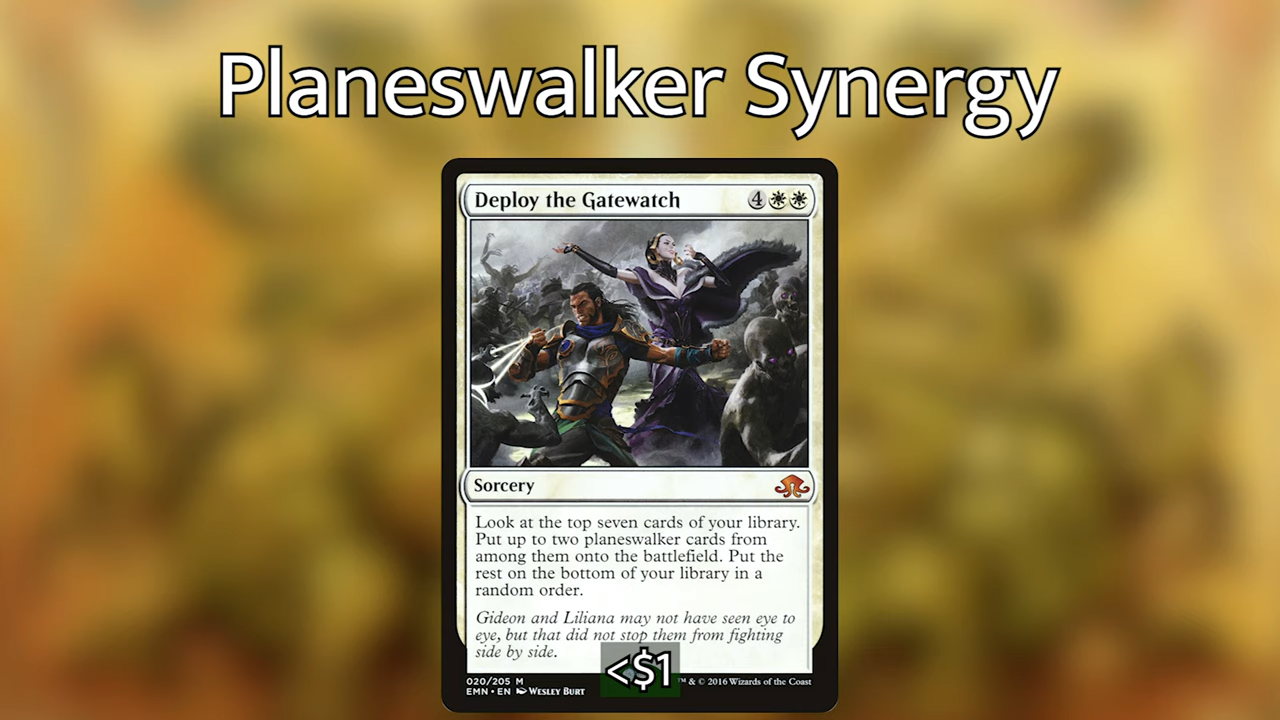 Planeswalker Synergy
Deploy the Gatewatch 4
Sorcery
Look at the top seven cards of your library.
Put up to two planeswalker cards from
among them onto the battlefield. Put the
rest on the bottom of your library in a
random order.
Gideon and Liliana may not have seen eye to
eye, but that did not stop them from fighting
side by side.
<$1
020/205 M
EMN • EN Wesley Burt
™ & © 2016 Wizards of the Coast